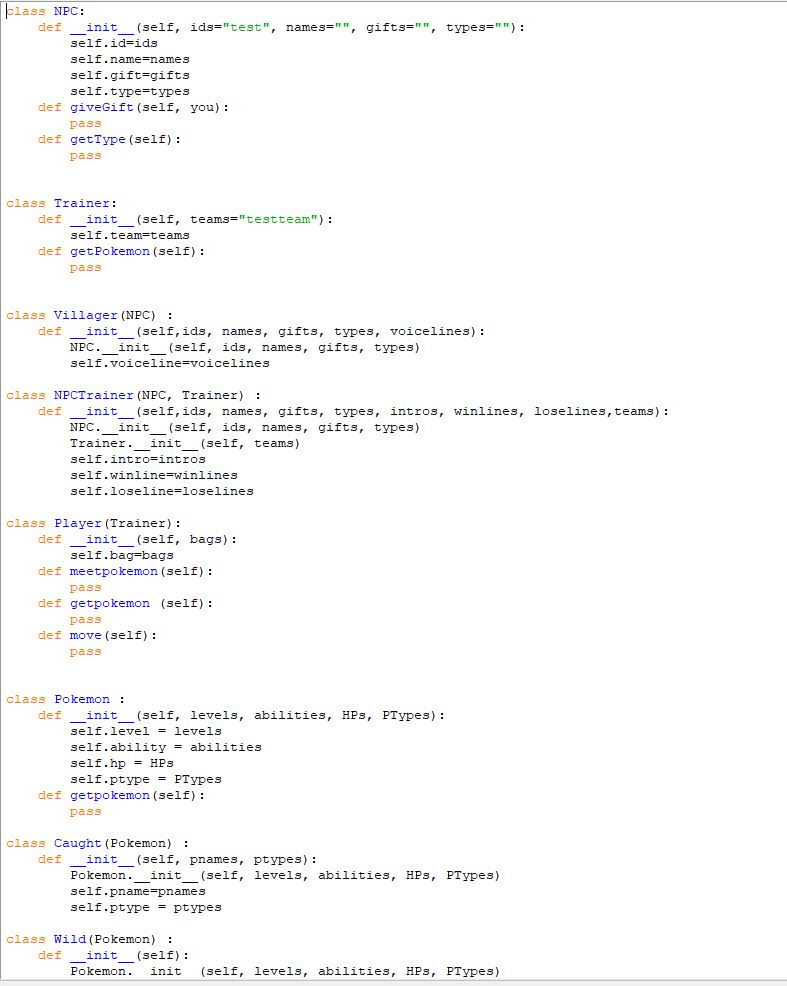 class NPC:
    def __init__(self, ids="test", names="", gifts="", types=""):
        self.id=ids
        self.name=names
        self.gift=gifts
        self.type=types
    def giveGift(self, you):
        pass
    def getType(self):
        pass
class Trainer:
    def __init__(self, teams="testteam"):
        self.team=teams
    def getPokemon(self):
        pass
class Villager(NPC) :
    def __init__(self,ids, names, gifts, types, voicelines):
        NPC.__init__(self, ids, names, gifts, types)
        self.voiceline=voicelines
class NPCTrainer(NPC, Trainer) :
    def __init__(self,ids, names, gifts, types, intros, winlines, loselines,teams):
        NPC.__init__(self, ids, names, gifts, types)
        Trainer.__init__(self, teams)
        self.intro=intros
        self.winline=winlines
        self.loseline=loselines
class Player(Trainer):
    def __init__(self, bags):
        self.bag=bags
    def meetpokemon(self):
        pass
    def getpokemon (self):
        pass
    def move(self):
        pass
class Pokemon :
    def __init__(self, levels, abilities, HPs, PTypes):
        self.level = levels
        self.ability = abilities
        self.hp = HPs
        self.ptype = PTypes
    def getpokemon(self):
        pass
class Caught(Pokemon) :
    def __init__(self, pnames, ptypes):
        Pokemon.__init__(self, levels, abilities, HPs, PTypes)
        self.pname=pnames
        self.ptype = ptypes
class Wild(Pokemon) :
    def __init__(self):
        Pokemon.__init__(self, levels, abilities, HPs, PTypes)